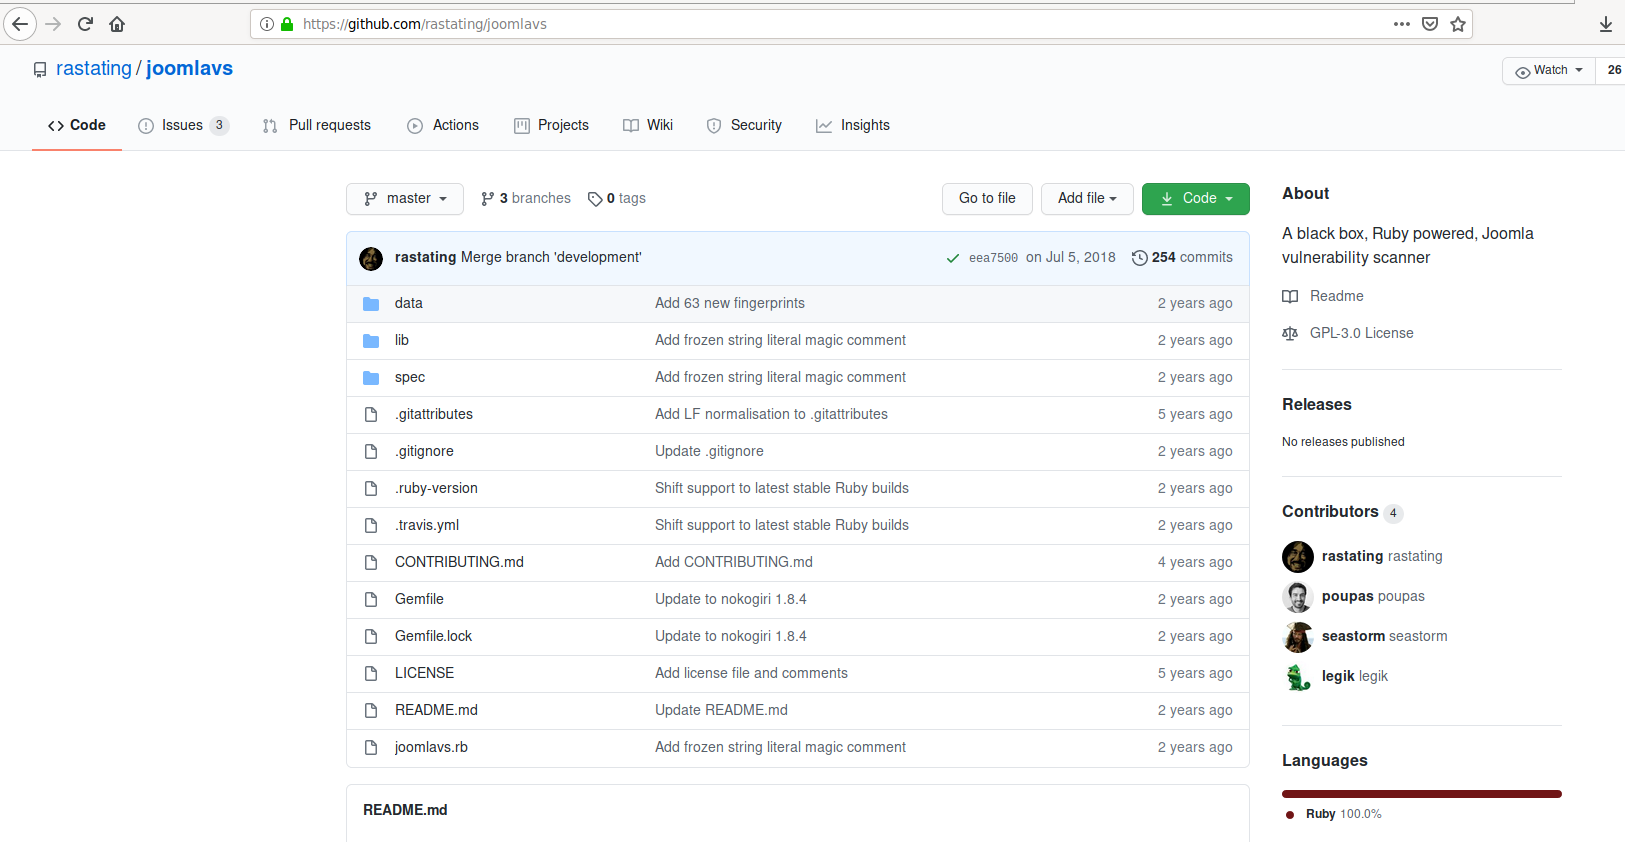 https://github.com/rastating/joomlavs
rastating / joomlavs
Watch 26
Code Issues 3 Pull requests Actions Projects Wiki Security Insights
master 3 branches 0 tags Go to file Add file Code
rastating Merge branch 'development' eea7500 on Jul 5, 2018 254 commits
data Add 63 new fingerprints 2 years ago
lib Add frozen string literal magic comment 2 years ago
spec Add frozen string literal magic comment 2 years ago
.gitattributes Add LF normalisation to .gitattributes 5 years ago
.gitignore Update .gitignore 2 years ago
.ruby-version Shift support to latest stable Ruby builds 2 years ago
.travis.yml Shift support to latest stable Ruby builds 2 years ago
CONTRIBUTING.md Add CONTRIBUTING.md 4 years ago
Gemfile Update to nokogiri 1.8.4 2 years ago
Gemfile.lock Update to nokogiri 1.8.4 2 years ago
LICENSE Add license file and comments 5 years ago
README.md Update README.md 2 years ago
joomlavs.rb Add frozen string literal magic comment 2 years ago
README.md
About
A black box, Ruby powered, Joomla
vulnerability scanner
Readme
GPL-3.0 License
Releases
No releases published
Contributors 4
rastating rastating
poupas poupas
seastorm seastorm
legik legik
Languages
Ruby 100.0%